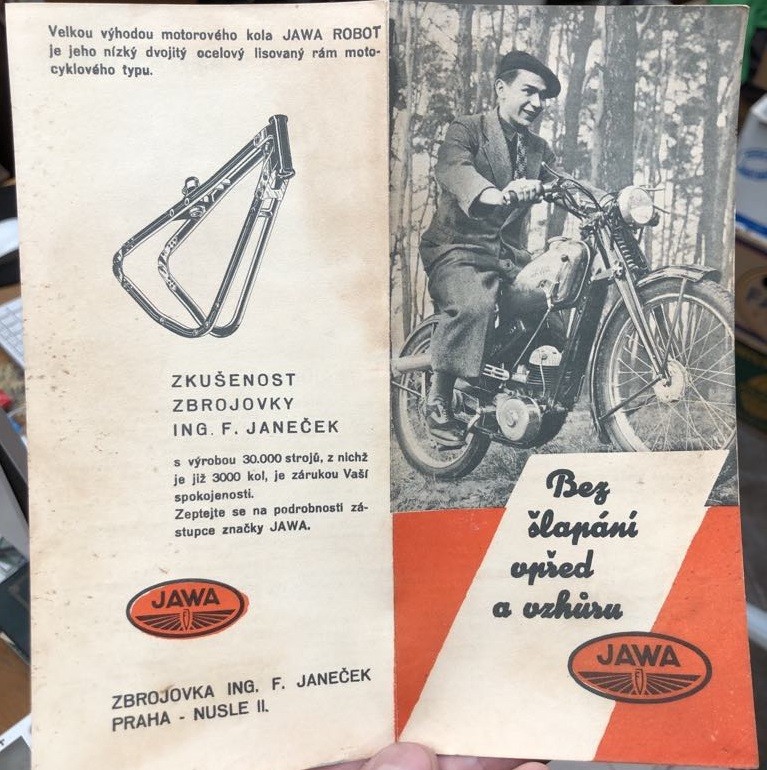 Velkou výhodou motorového kola JAWA ROBOT
je jeho nízký dvojitý ocelový lisovaný rám moto-
cyklového typu.
ZKUŠENOST
ZBROJOVKY
ING. F. JANEČEK
s výrobou 30.000 strojů, z nichž
je již 3000 kol, je zárukou Vaší
spokojenosti.
Zeptejte se na podrobnosti zá-
stupce značky JAWA.
JAWA
ZBROJOVKA ING. F. JANEČEK
PRAHA - NUSLE II.
Bez
šlapání
vpřed
a vzhůru
JAWA